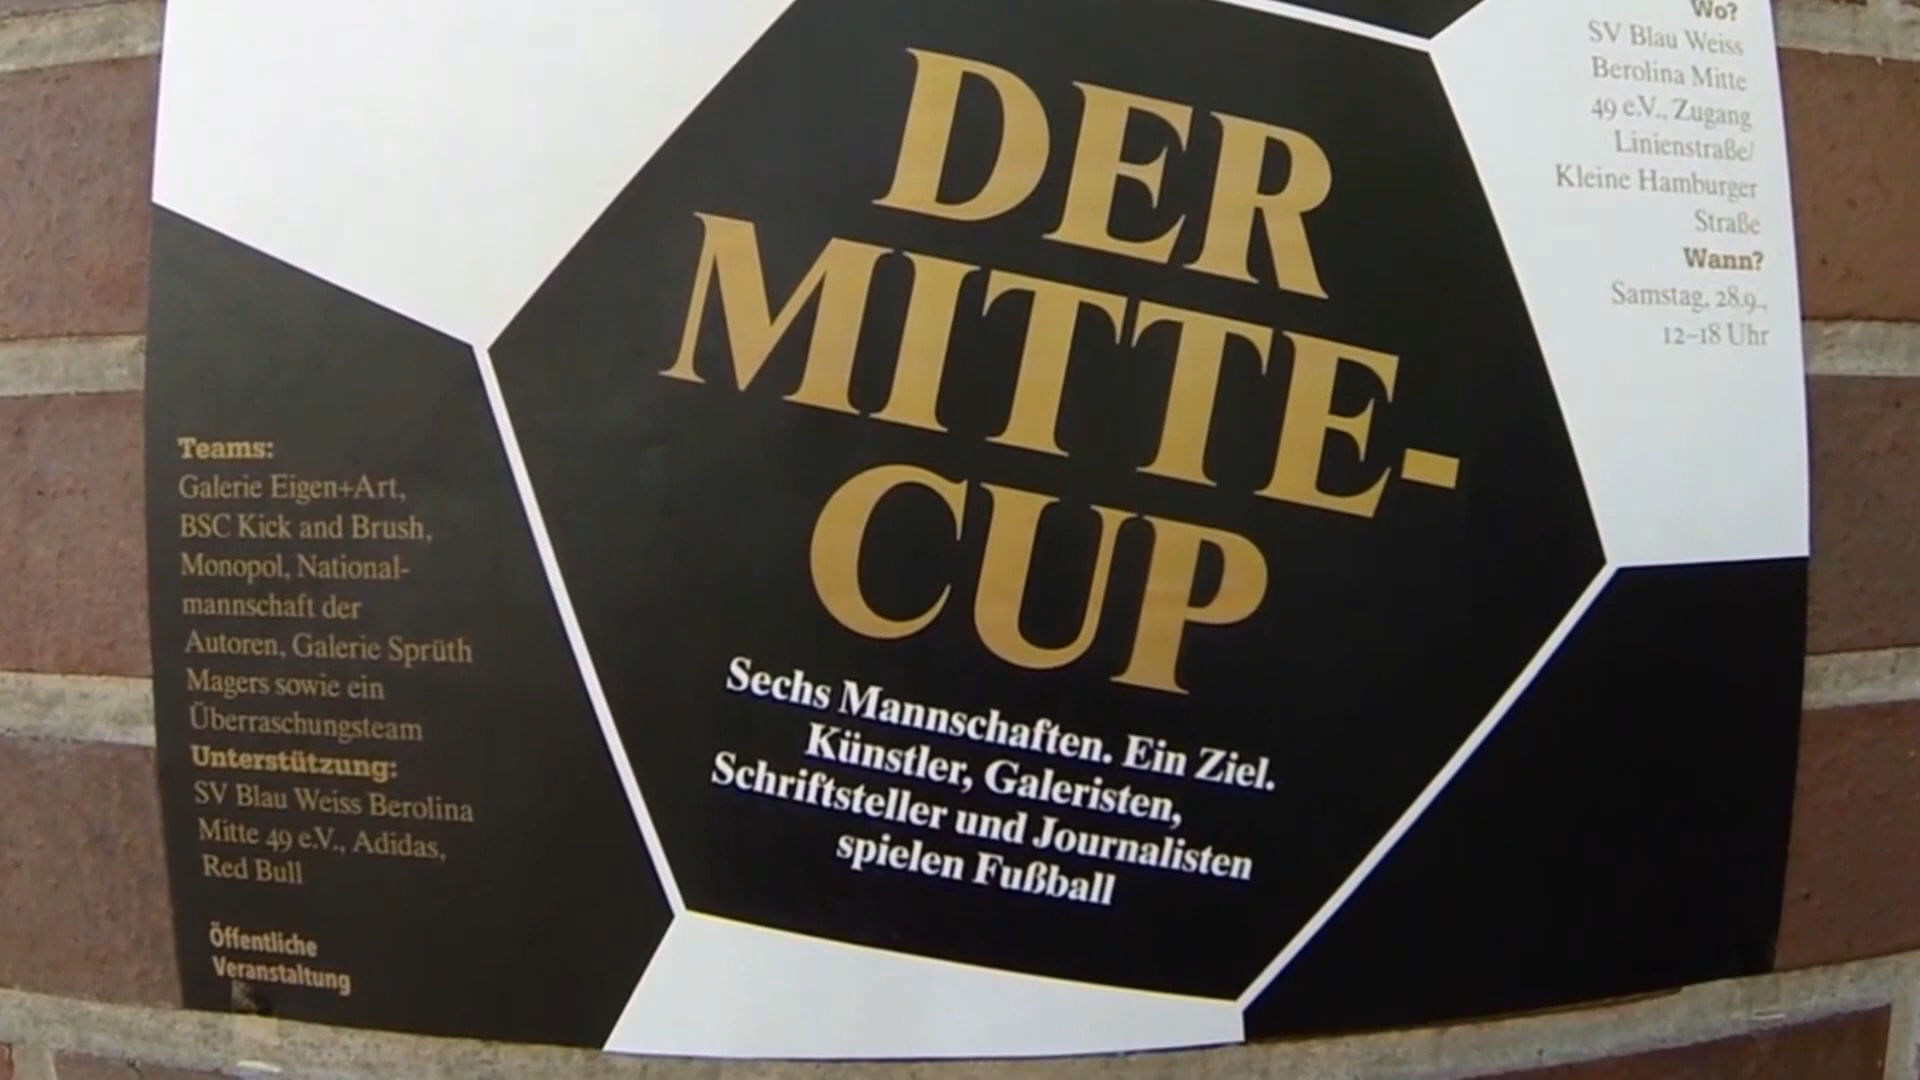 DER
MITTE-
CUP
Sechs Mannschaften. Ein Ziel.
Künstler, Galeristen,
Schriftsteller und Journalisten
spielen Fußball
Wo?
SV Blau Weiss
Berolina Mitte
49 e.V., Zugang
Linienstraße/
Kleine Hamburger
Straße
Wann?
Samstag, 28.9.,
12–18 Uhr
Teams:
Galerie Eigen+Art,
BSC Kick and Brush,
Monopol, National-
mannschaft der
Autoren, Galerie Sprüth
Magers sowie ein
Überraschungsteam
Unterstützung:
SV Blau Weiss Berolina
Mitte 49 e.V., Adidas,
Red Bull
Öffentliche
Veranstaltung